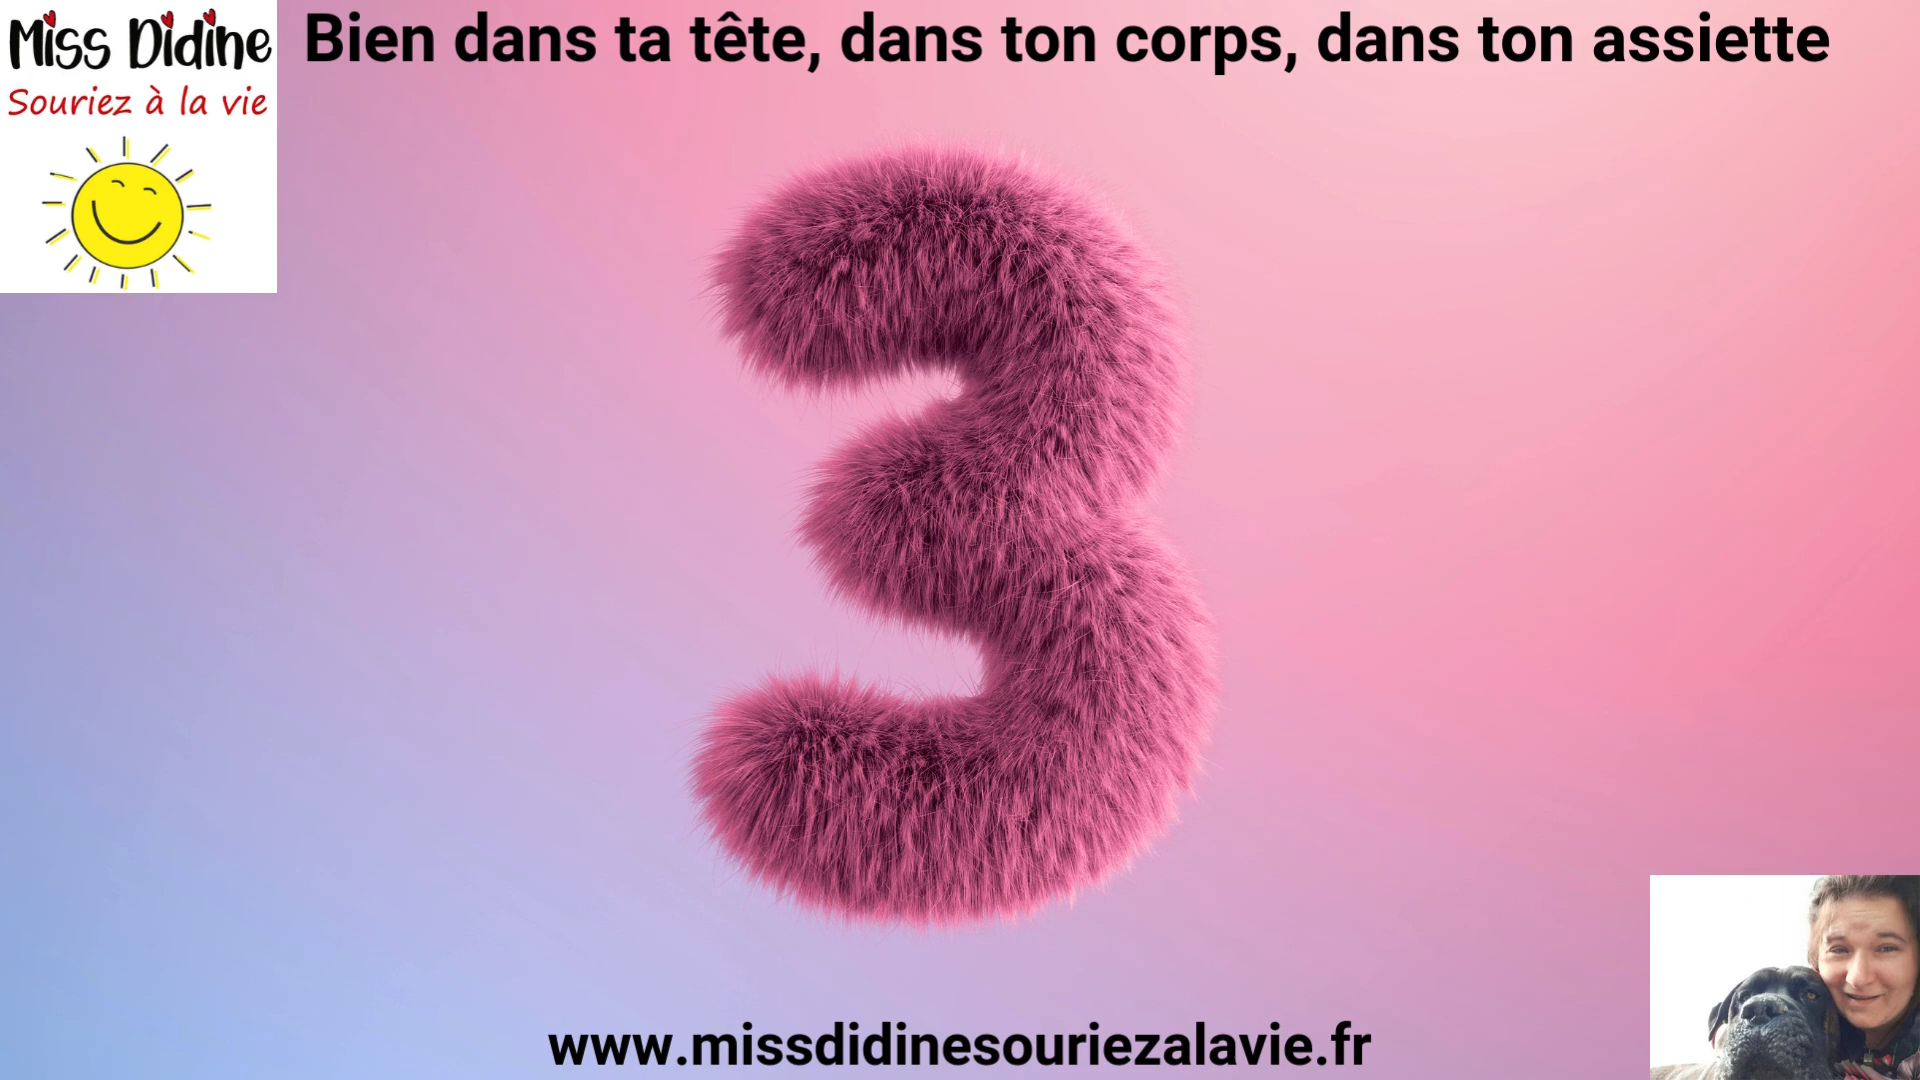 Miss Didine
Souriez à la vie
Bien dans ta tête, dans ton corps, dans ton assiette
3
www.missdidinesouriezalavie.fr